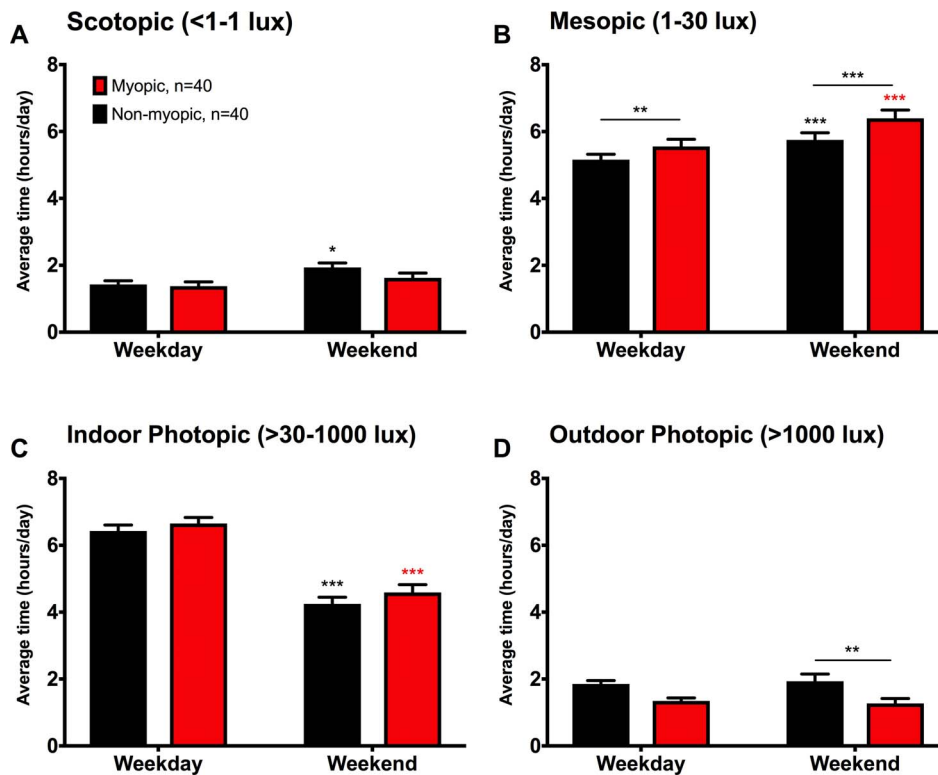 A
Scotopic (<1-1 lux)
Average time (hours/day)
8
6
4
2
0
Myopic, n=40
Non-myopic, n=40
*
Weekday
Weekend
B
Mesopic (1-30 lux)
Average time (hours/day)
8
6
4
2
0
**
***
***
***
Weekday
Weekend
C
Indoor Photopic (>30-1000 lux)
Average time (hours/day)
8
6
4
2
0
***
***
Weekday
Weekend
D
Outdoor Photopic (>1000 lux)
Average time (hours/day)
8
6
4
2
0
**
Weekday
Weekend